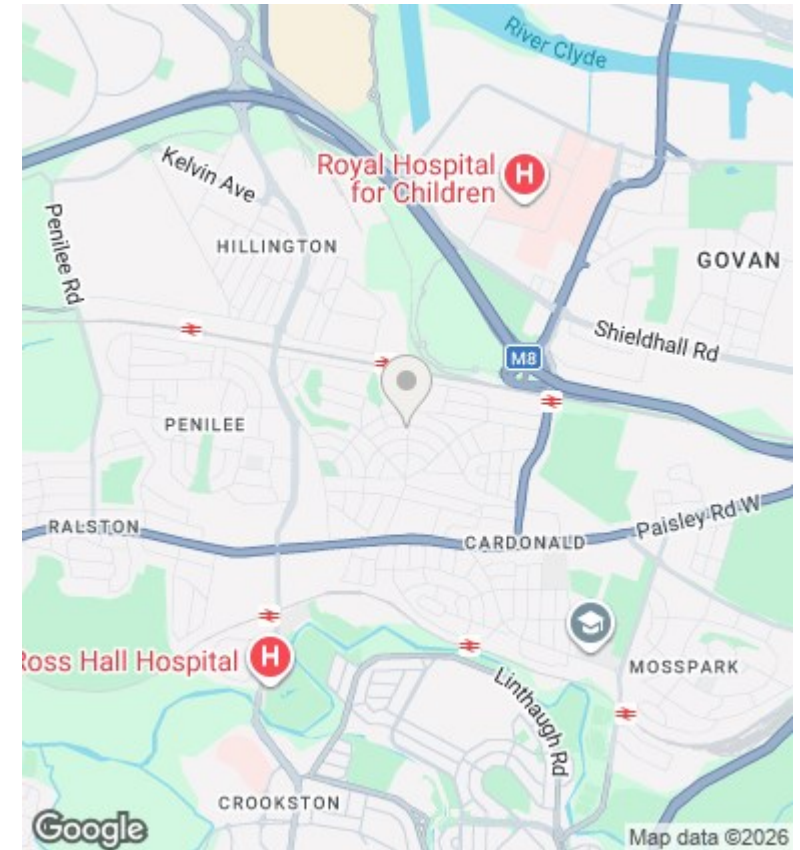 River Clyde
Kelvin Ave
Royal Hospital
for Children
H
Penilee Rd
HILLINGTON
GOVAN
Shieldhall Rd
M8
PENILEE
RALSTON
CARDONALD
Paisley Rd W
Ross Hall Hospital
H
MOSSPARK
Linthaugh Rd
CROOKSTON
Google
Map data ©2026